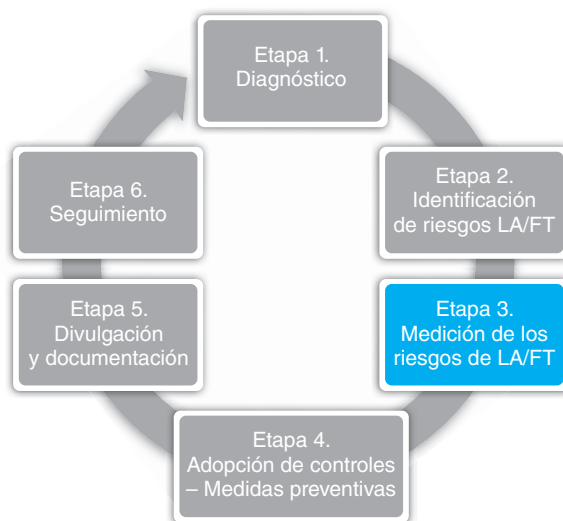 Etapa 1.
Diagnóstico
Etapa 2.
Identificación
de riesgos LA/FT
Etapa 3.
Medición de los
riesgos de LA/FT
Etapa 4.
Adopción de controles
– Medidas preventivas
Etapa 5.
Divulgación
y documentación
Etapa 6.
Seguimiento